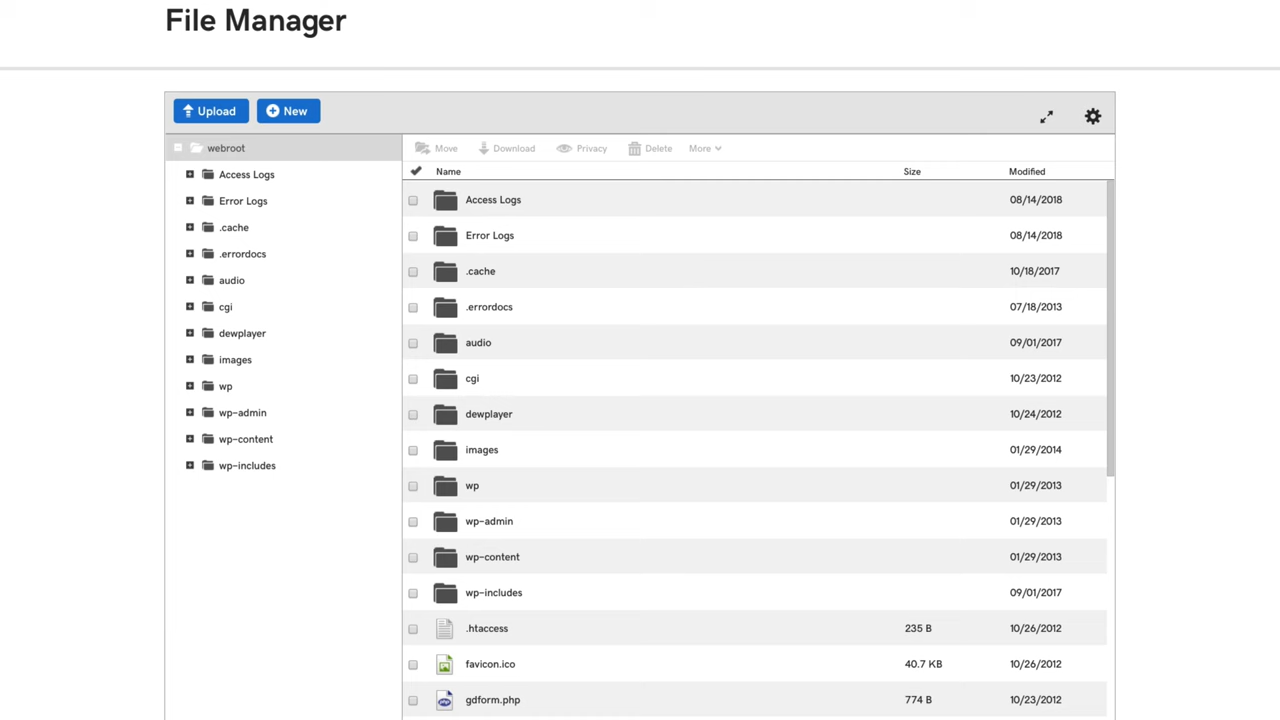 File Manager
Upload New
webroot
Access Logs
Error Logs
.cache
.errordocs
audio
cgi
dewplayer
images
wp
wp-admin
wp-content
wp-includes
Move Download Privacy Delete More
Name Size Modified
Access Logs 08/14/2018
Error Logs 08/14/2018
.cache 10/18/2017
.errordocs 07/18/2013
audio 09/01/2017
cgi 10/23/2012
dewplayer 10/24/2012
images 01/29/2014
wp 01/29/2013
wp-admin 01/29/2013
wp-content 01/29/2013
wp-includes 09/01/2017
.htaccess 235 B 10/26/2012
favicon.ico 40.7 KB 10/26/2012
php gdform.php 774 B 10/23/2012